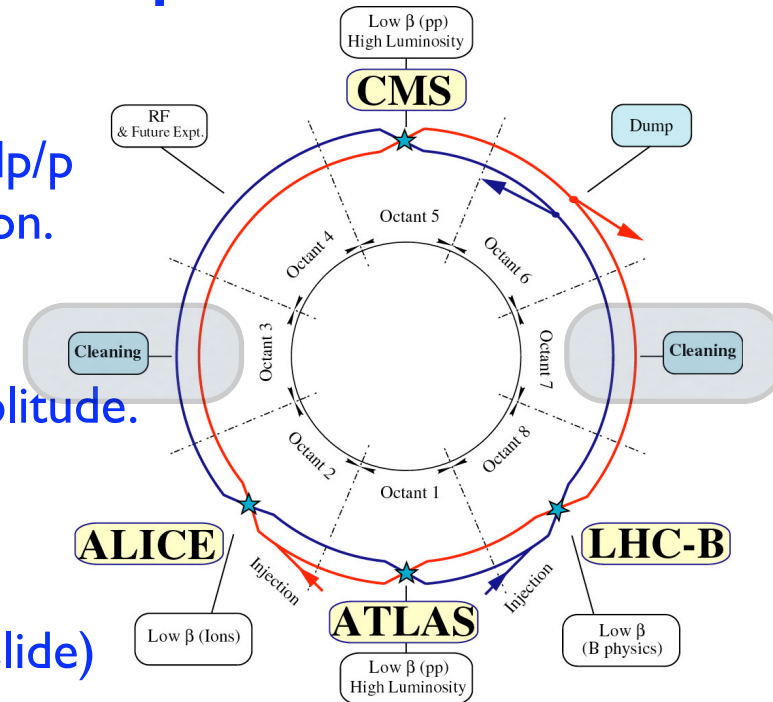 Low β (pp)
High Luminosity
CMS
RF
& Future Expt.
Dump
dp/p
on.
Octant 5
Octant 4
Octant 6
Cleaning
Octant 3
Octant 7
Cleaning
plitude.
Octant 2
Octant 8
Octant 1
ALICE
LHC-B
Injection
Injection
ATLAS
Low β (Ions)
Low β
(B physics)
lide)
Low β (pp)
High Luminosity